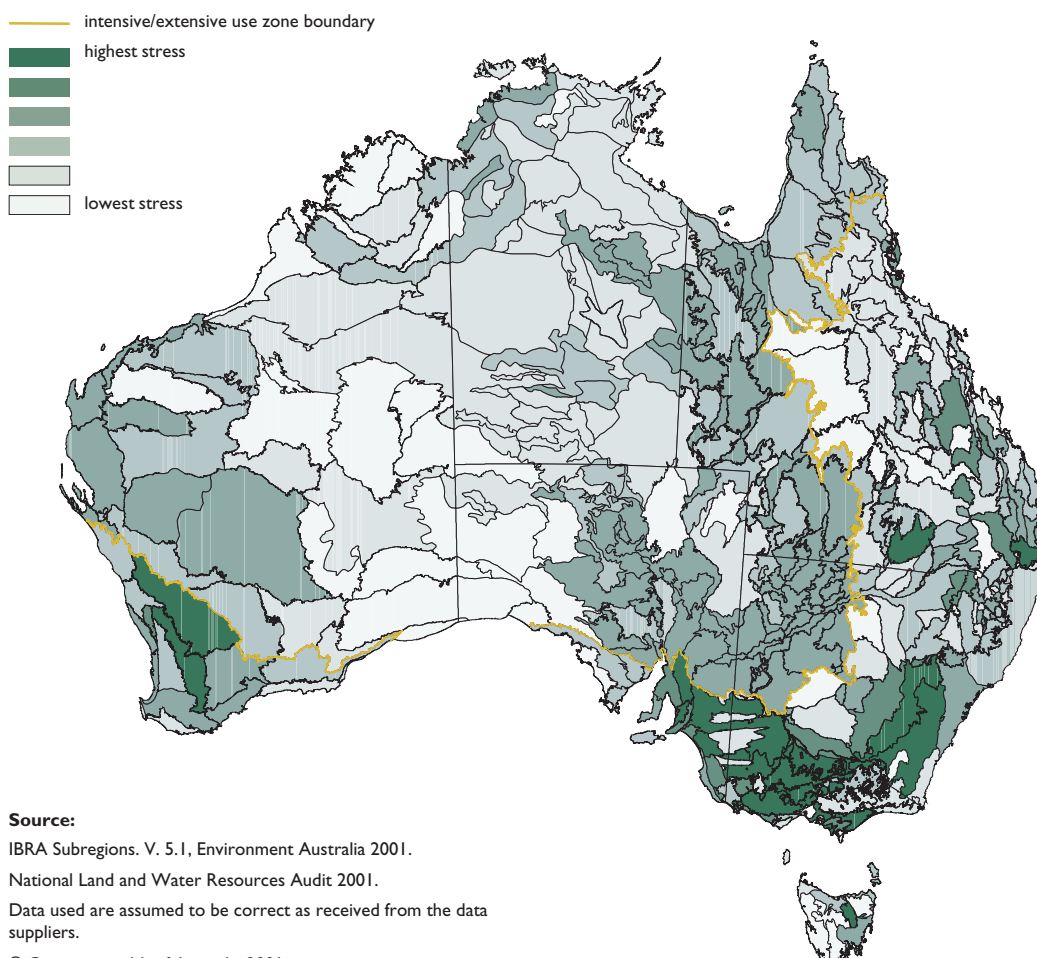 intensive/extensive use zone boundary
highest stress
lowest stress
Source:
IBRA Subregions. V. 5.1, Environment Australia 2001.
National Land and Water Resources Audit 2001.
Data used are assumed to be correct as received from the data
suppliers.